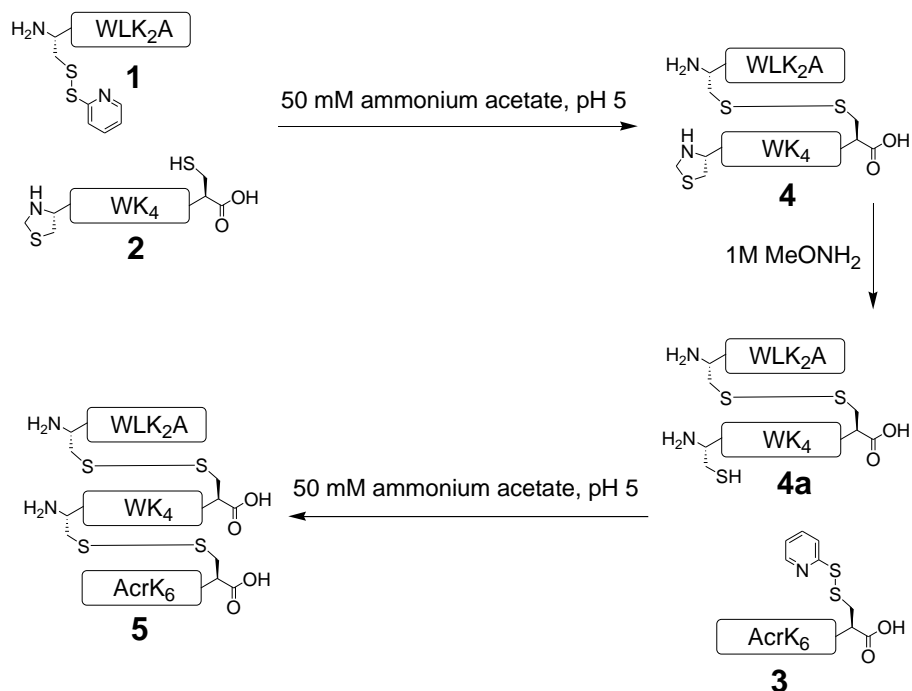 H₂N WLK₂A
S
S
N
1
50 mM ammonium acetate, pH 5
HS
H
N
WK₄
OH
O
S
2
H₂N WLK₂A
S S
H
N
WK₄
OH
O
S
4
1M MeONH₂
H₂N WLK₂A
S S
H₂N WK₄
OH
O
SH
4a
N
S
S
AcrK₆
OH
O
3
50 mM ammonium acetate, pH 5
H₂N WLK₂A
S S
H₂N WK₄
OH
O
S S
AcrK₆
OH
O
5